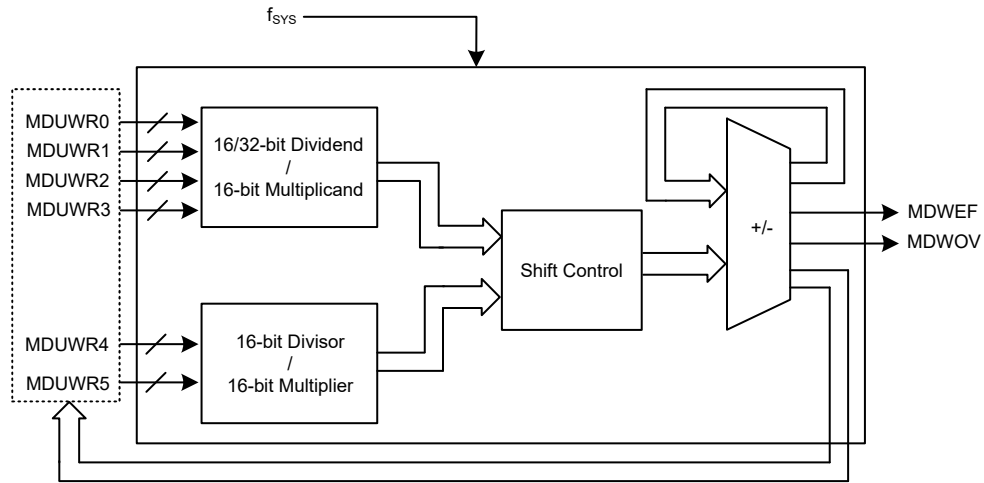 fSYS
MDUWR0
MDUWR1
MDUWR2
MDUWR3
16/32-bit Dividend
/
16-bit Multiplicand
Shift Control
+/-
MDWEF
MDWOV
MDUWR4
MDUWR5
16-bit Divisor
/
16-bit Multiplier